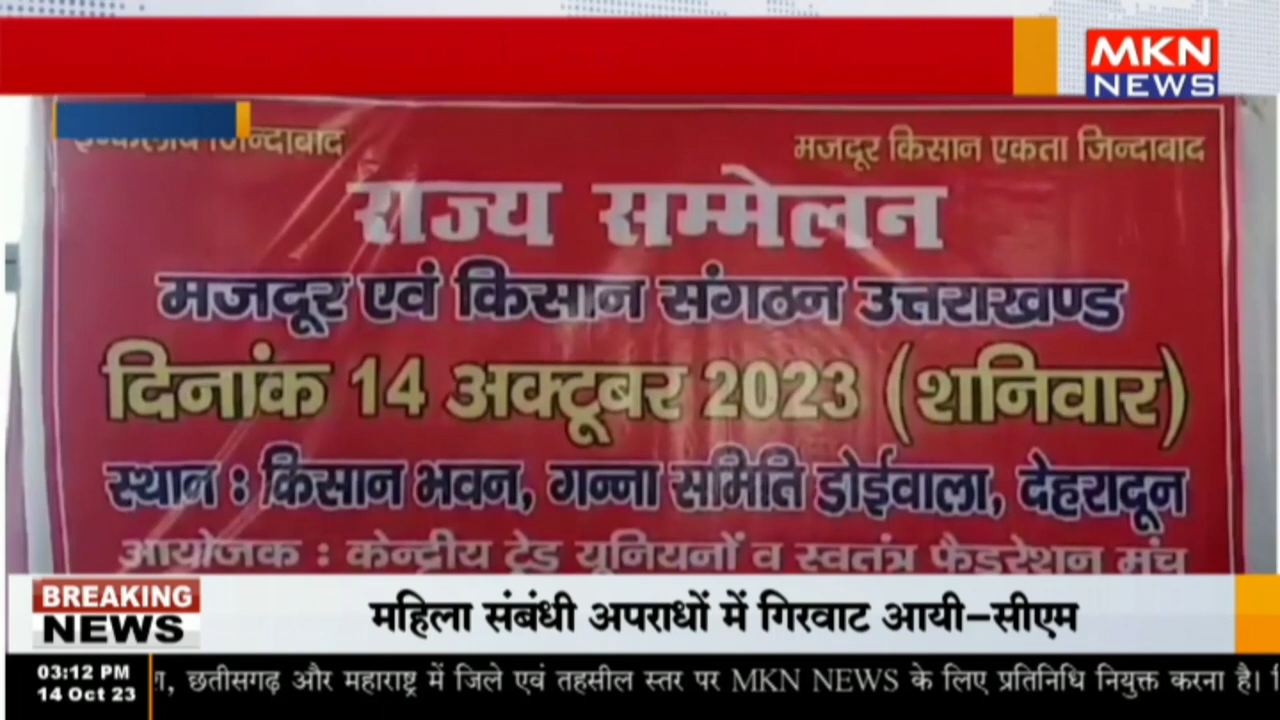 MKN
NEWS
जिन्दाबाद
मजदूर किसान एकता जिन्दाबाद
राज्य सम्मेलन
मजदूर एवं किसान संगठन उत्तराखण्ड
दिनांक 14 अक्टूबर 2023 (शनिवार)
स्थान : किसान भवन, गन्ना समिति डोईवाला, देहरादून
आयोजक : केन्द्रीय ट्रेड यूनियनों व स्वतंत्र फैडरेशन मंच
BREAKING
NEWS
महिला संबंधी अपराधों में गिरवाट आयी–सीएम
03:12 PM
14 Oct 23
, छतीसगढ़ और महाराष्ट्र में जिले एवं तहसील स्तर पर MKN NEWS के लिए प्रतिनिधि नियुक्त करना है।